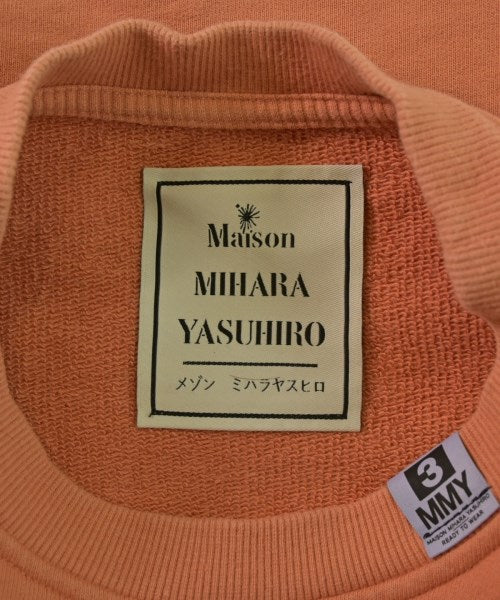 Maison
MIHARA
YASUHIRO
メゾン ミハラヤスヒロ
3
MMY
MAISON MIHARA YASUHIRO
READY TO WEAR